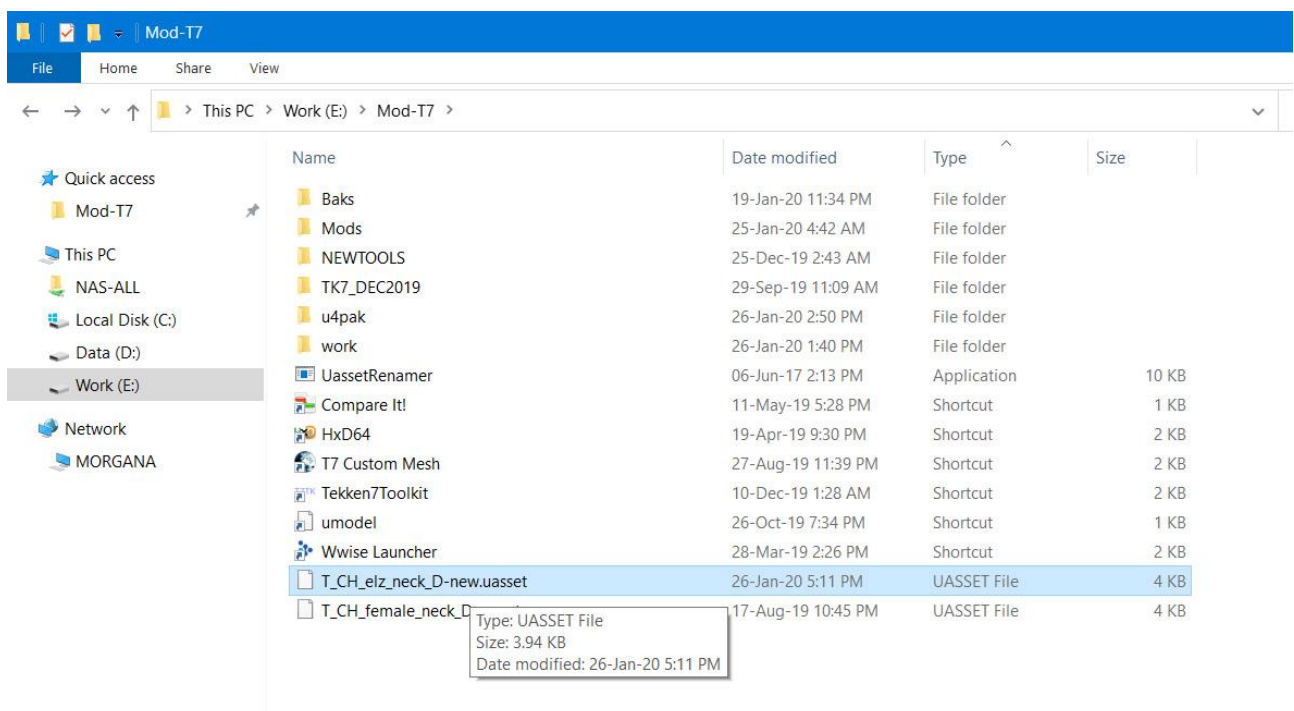 Mod-T7
File Home Share View
This PC > Work (E:) > Mod-T7 >
Name Date modified Type Size
Quick access
Mod-T7
This PC
NAS-ALL
Local Disk (C:)
Data (D:)
Work (E:)
Network
MORGANA
Baks 19-Jan-20 11:34 PM File folder
Mods 25-Jan-20 4:42 AM File folder
NEWTOOLS 25-Dec-19 2:43 AM File folder
TK7_DEC2019 29-Sep-19 11:09 AM File folder
u4pak 26-Jan-20 2:50 PM File folder
work 26-Jan-20 1:40 PM File folder
UassetRenamer 06-Jun-17 2:13 PM Application 10 KB
Compare It! 11-May-19 5:28 PM Shortcut 1 KB
HxD64 19-Apr-19 9:30 PM Shortcut 2 KB
T7 Custom Mesh 27-Aug-19 11:39 PM Shortcut 2 KB
Tekken7Toolkit 10-Dec-19 1:28 AM Shortcut 2 KB
umodel 26-Oct-19 7:34 PM Shortcut 1 KB
Wwise Launcher 28-Mar-19 2:26 PM Shortcut 2 KB
T_CH_elz_neck_D-new.uasset 26-Jan-20 5:11 PM UASSET File 4 KB
T_CH_female_neck_D 17-Aug-19 10:45 PM UASSET File 4 KB
Type: UASSET File
Size: 3.94 KB
Date modified: 26-Jan-20 5:11 PM